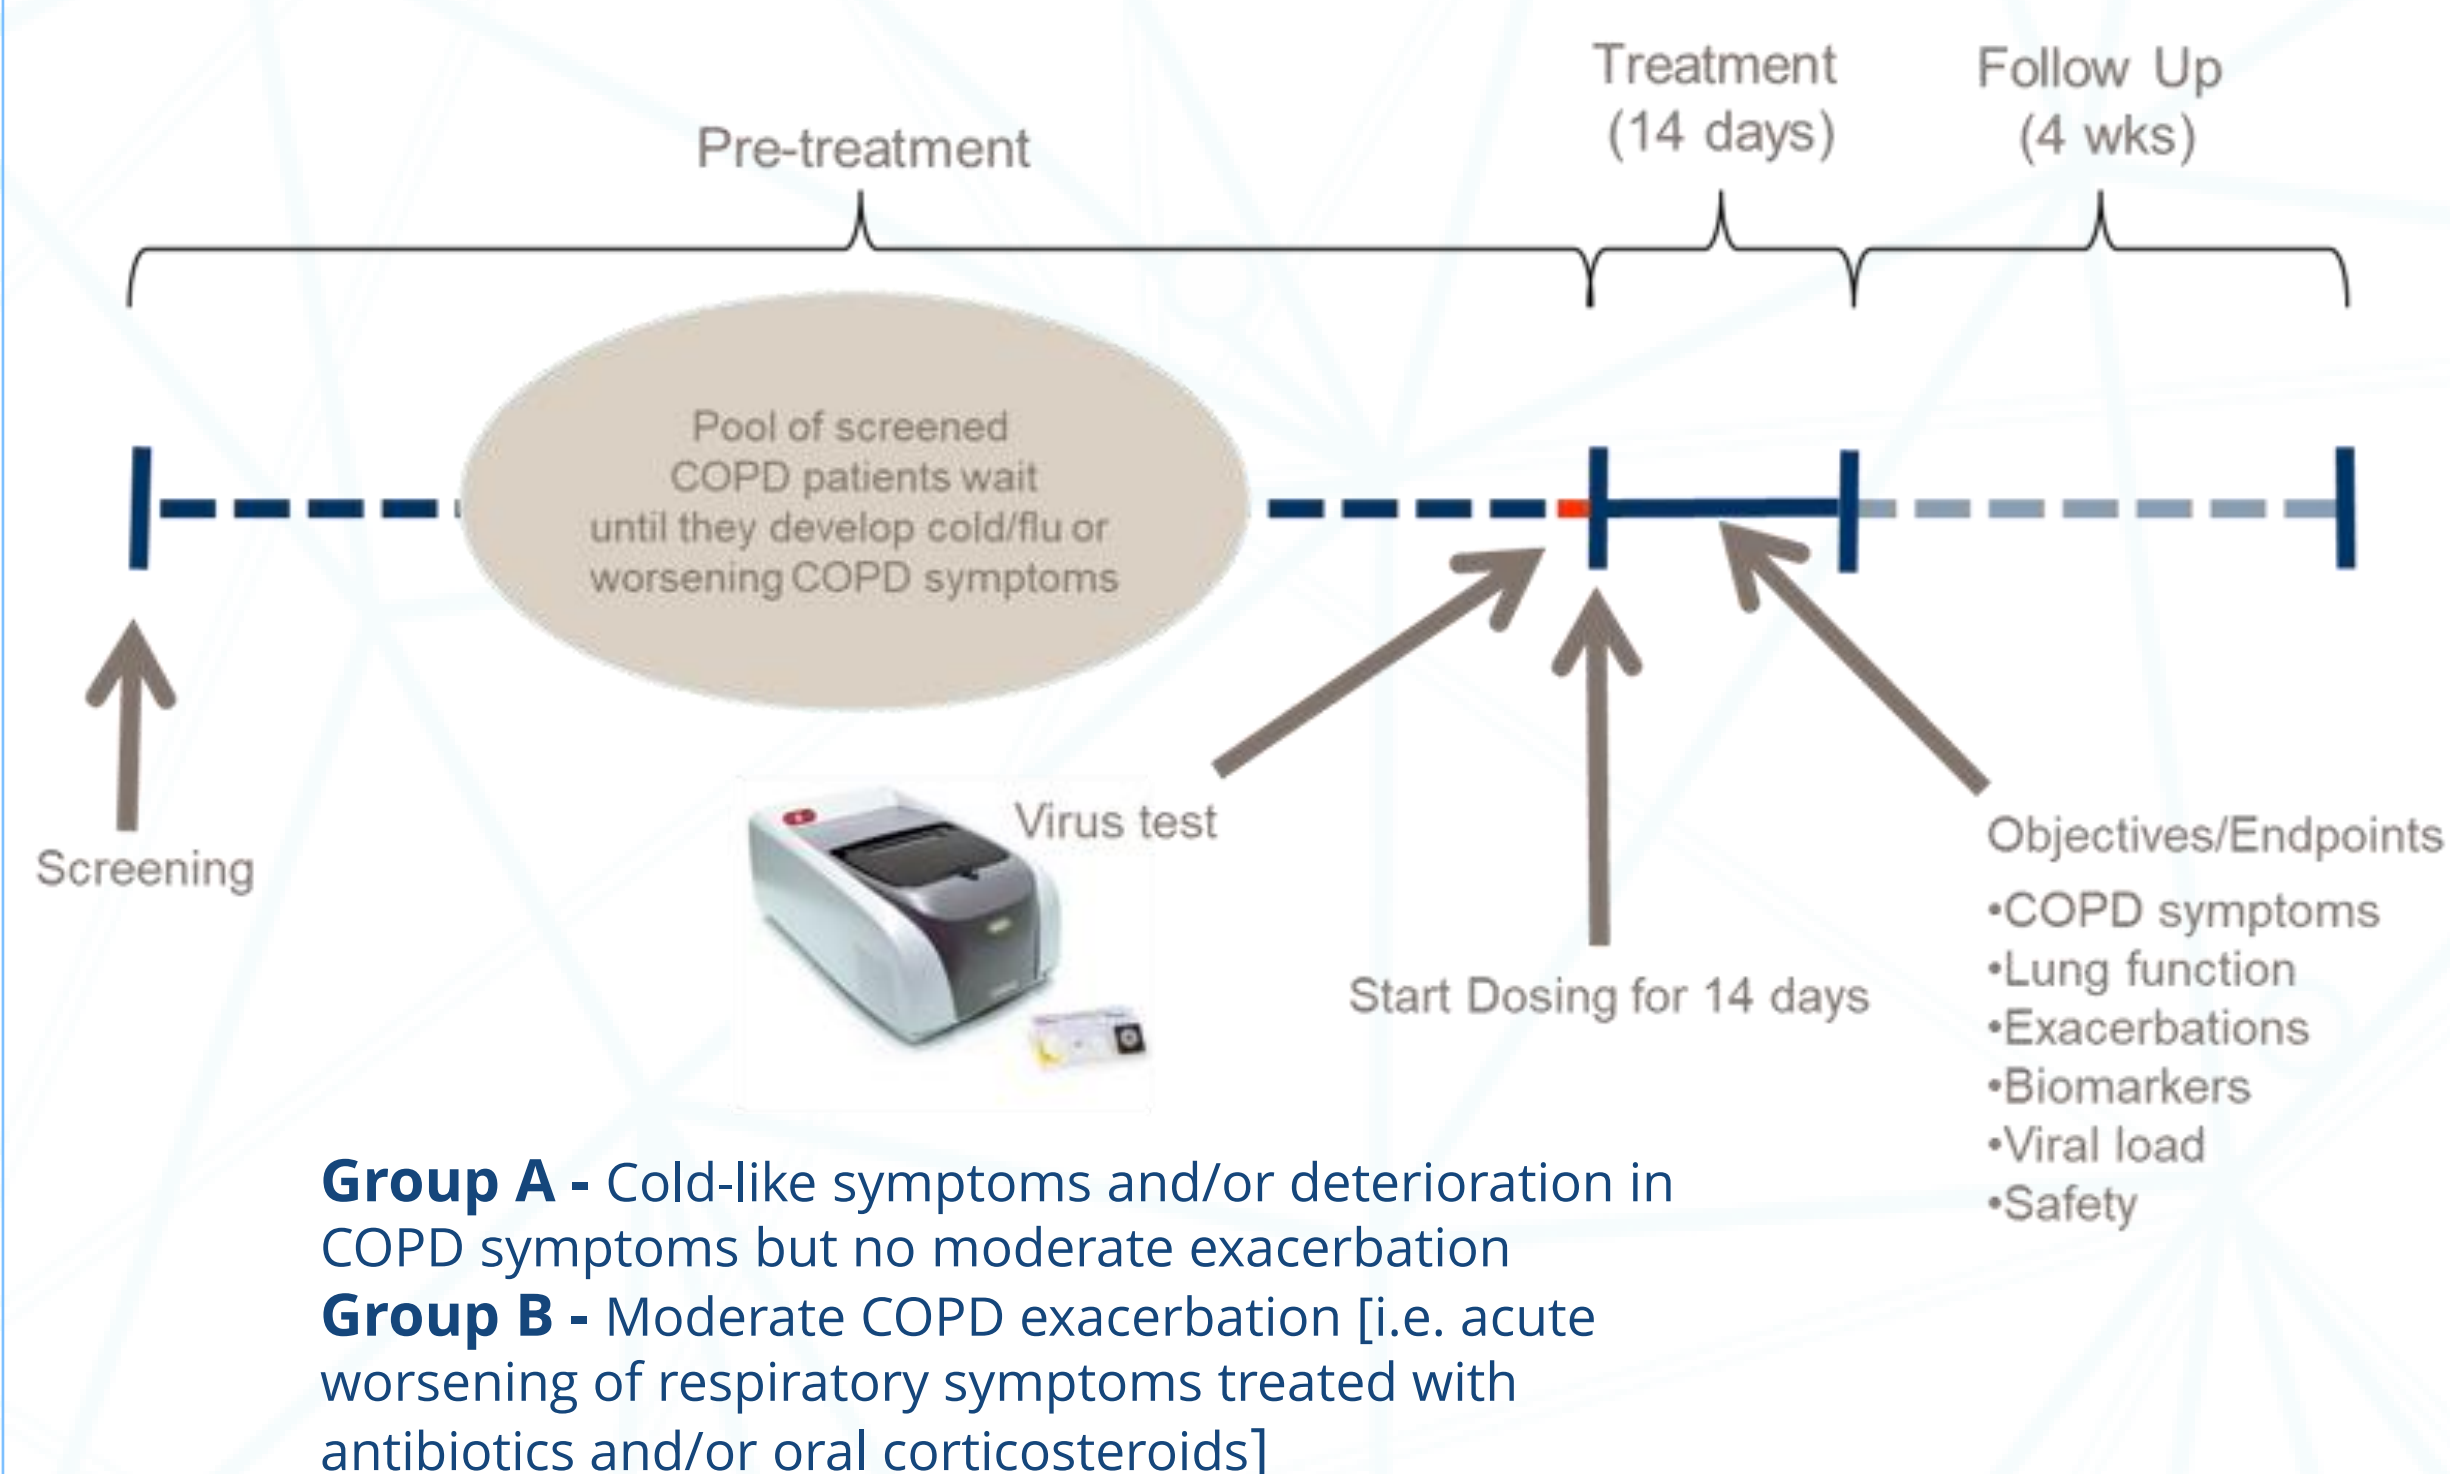 Pre-treatment
Treatment
(14 days)
Follow Up
(4 wks)
Pool of screened
COPD patients wait
until they develop cold/flu or
worsening COPD symptoms
Screening
Virus test
Start Dosing for 14 days
Objectives/Endpoints
•COPD symptoms
•Lung function
•Exacerbations
•Biomarkers
•Viral load
•Safety
Group A - Cold-like symptoms and/or deterioration in
COPD symptoms but no moderate exacerbation
Group B - Moderate COPD exacerbation [i.e. acute
worsening of respiratory symptoms treated with
antibiotics and/or oral corticosteroids]